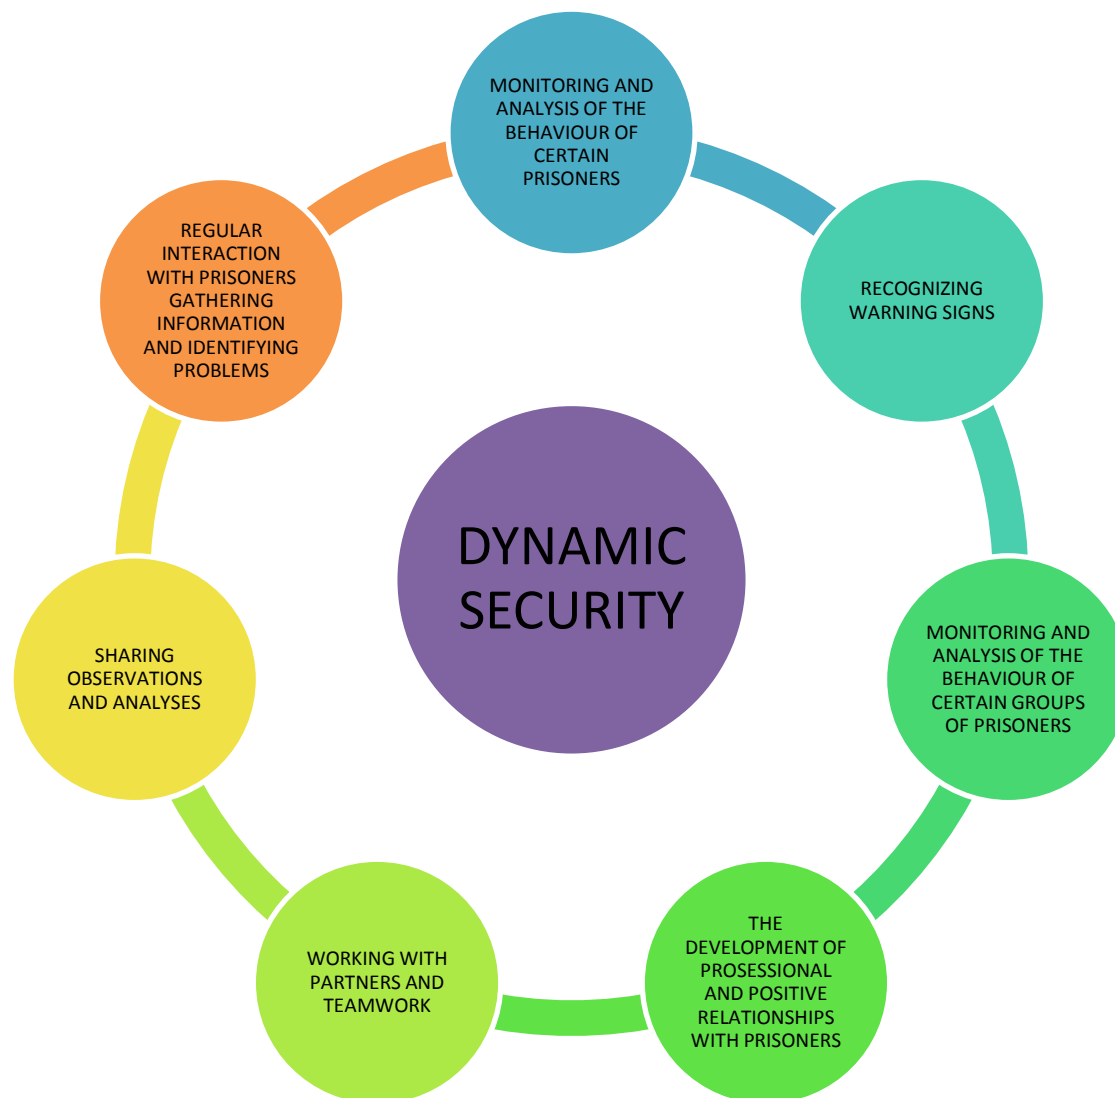 MONITORING AND
ANALYSIS OF THE
BEHAVIOUR OF
CERTAIN
PRISONERS
RECOGNIZING
WARNING SIGNS
MONITORING AND
ANALYSIS OF THE
BEHAVIOUR OF
CERTAIN GROUPS
OF PRISONERS
THE
DEVELOPMENT OF
PROSESSIONAL
AND POSITIVE
RELATIONSHIPS
WITH PRISONERS
WORKING WITH
PARTNERS AND
TEAMWORK
SHARING
OBSERVATIONS
AND ANALYSES
REGULAR
INTERACTION
WITH PRISONERS
GATHERING
INFORMATION
AND IDENTIFYING
PROBLEMS
DYNAMIC
SECURITY